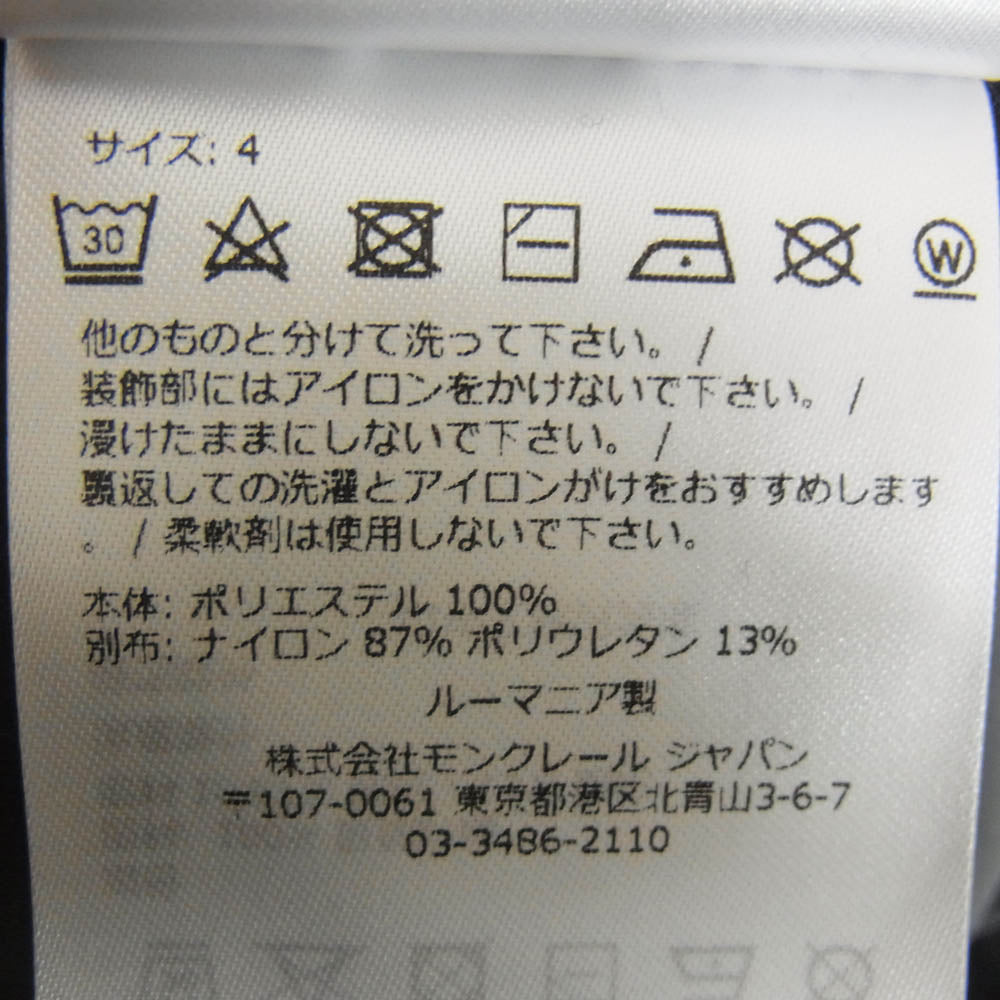 サイズ: 4
30 W
他のものと分けて洗って下さい。 /
装飾部にはアイロンをかけないで下さい。 /
浸けたままにしないで下さい。 /
裏返しての洗濯とアイロンがけをおすすめします
。 / 柔軟剤は使用しないで下さい。
本体: ポリエステル 100%
別布: ナイロン 87% ポリウレタン 13%
ルーマニア製
株式会社モンクレール ジャパン
〒107-0061 東京都港区北青山3-6-7
03-3486-2110